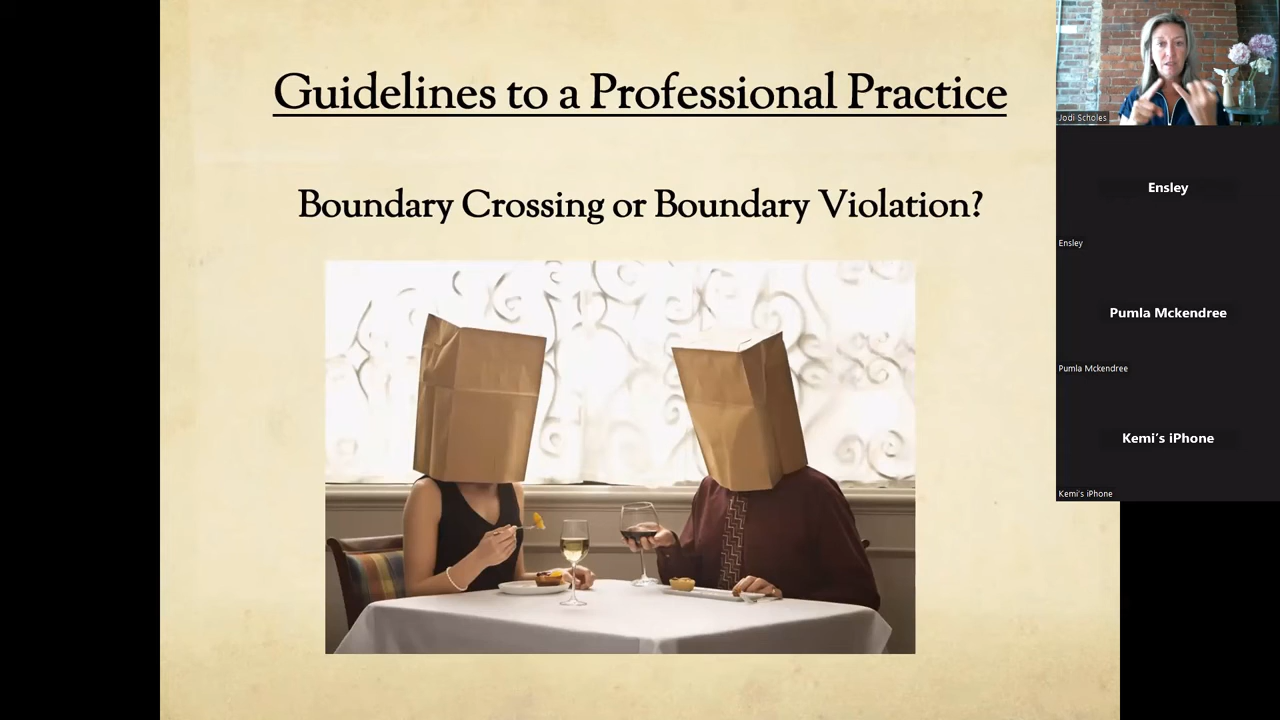 Guidelines to a Professional Practice
Boundary Crossing or Boundary Violation?
Jodi Scholes
Ensley
Ensley
Pumla Mckendree
Pumla Mckendree
Kemi’s iPhone
Kemi's iPhone